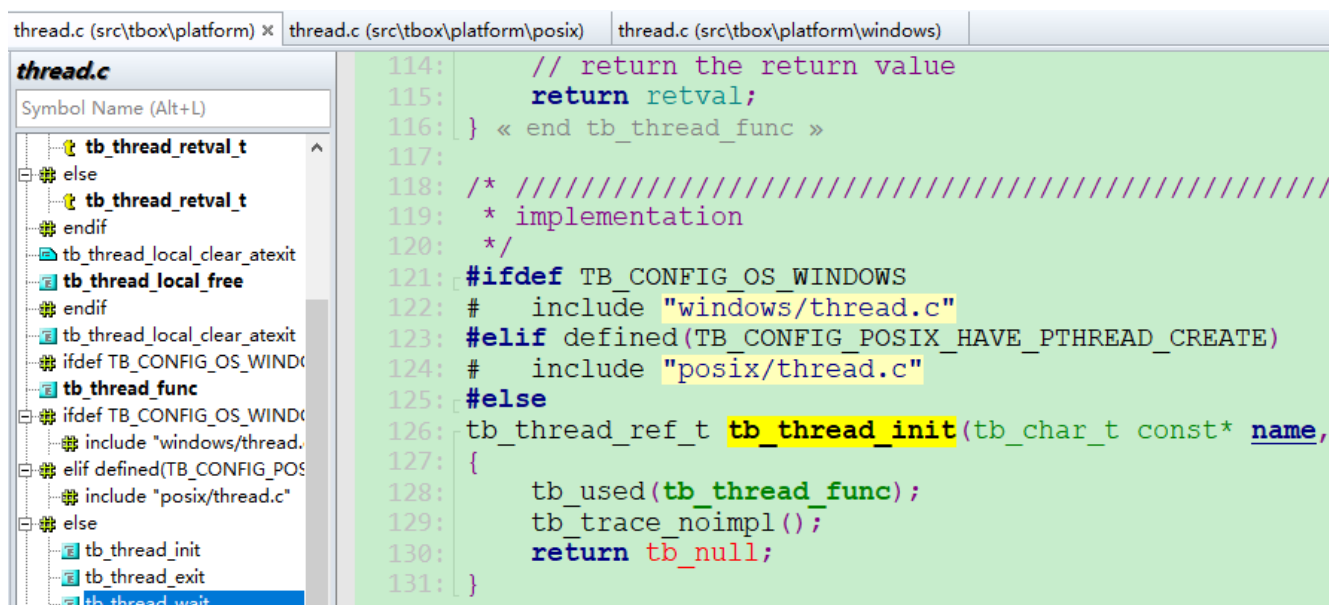 thread.c (src\tbox\platform) × thread.c (src\tbox\platform\posix) thread.c (src\tbox\platform\windows)
thread.c
Symbol Name (Alt+L)
tb_thread_retval_t
else
tb_thread_retval_t
endif
tb_thread_local_clear_atexit
tb_thread_local_free
endif
tb_thread_local_clear_atexit
ifdef TB_CONFIG_OS_WIND
tb_thread_func
ifdef TB_CONFIG_OS_WIND
include "windows/thread.
elif defined(TB_CONFIG_POS
include "posix/thread.c"
else
tb_thread_init
tb_thread_exit
tb_thread_wait
114: // return the return value
115: return retval;
116: } « end tb_thread_func »
117:
118: /* ///////////////////////////////////////////////////
119: * implementation
120: */
121: #ifdef TB_CONFIG_OS_WINDOWS
122: # include "windows/thread.c"
123: #elif defined(TB_CONFIG_POSIX_HAVE_PTHREAD_CREATE)
124: # include "posix/thread.c"
125: #else
126: tb_thread_ref_t tb_thread_init(tb_char_t const* name,
127: {
128: tb_used(tb_thread_func);
129: tb_trace_noimpl();
130: return tb_null;
131: }